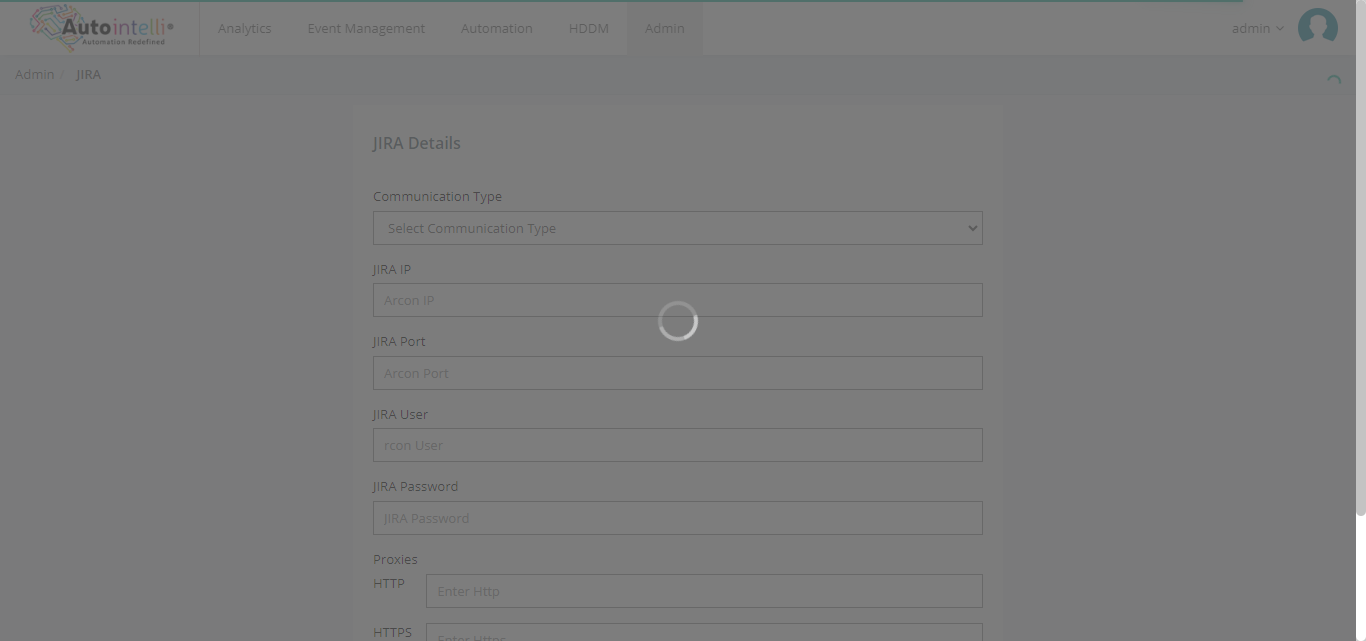 Autointelli
Automation Redefined
Analytics
Event Management
Automation
HDDM
Admin
admin
Admin / JIRA
JIRA Details
Communication Type
Select Communication Type
JIRA IP
Arcon IP
JIRA Port
Arcon Port
JIRA User
rcon User
JIRA Password
JIRA Password
Proxies
HTTP
Enter Http
HTTPS
Enter Https